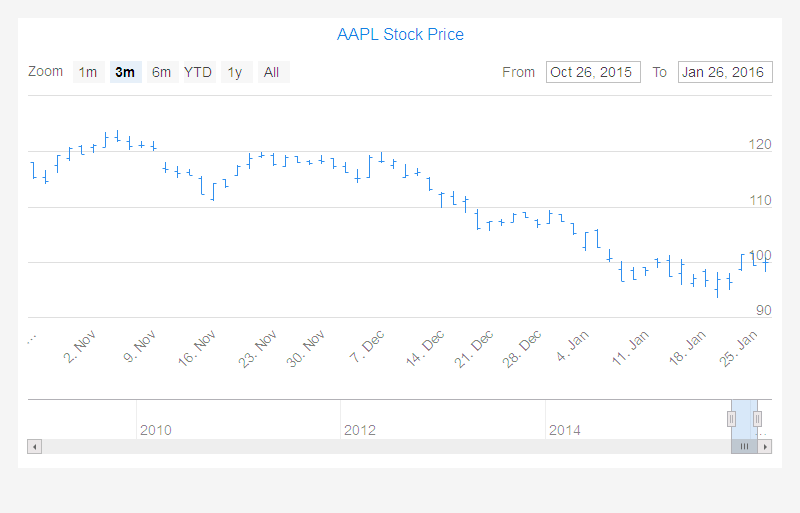 AAPL Stock Price
Zoom 1m 3m 6m YTD 1y All From Oct 26, 2015 To Jan 26, 2016
120
110
100
90
... 2. Nov 9. Nov 16. Nov 23. Nov 30. Nov 7. Dec 14. Dec 21. Dec 28. Dec 4. Jan 11. Jan 18. Jan 25. Jan
2010 2012 2014 ...